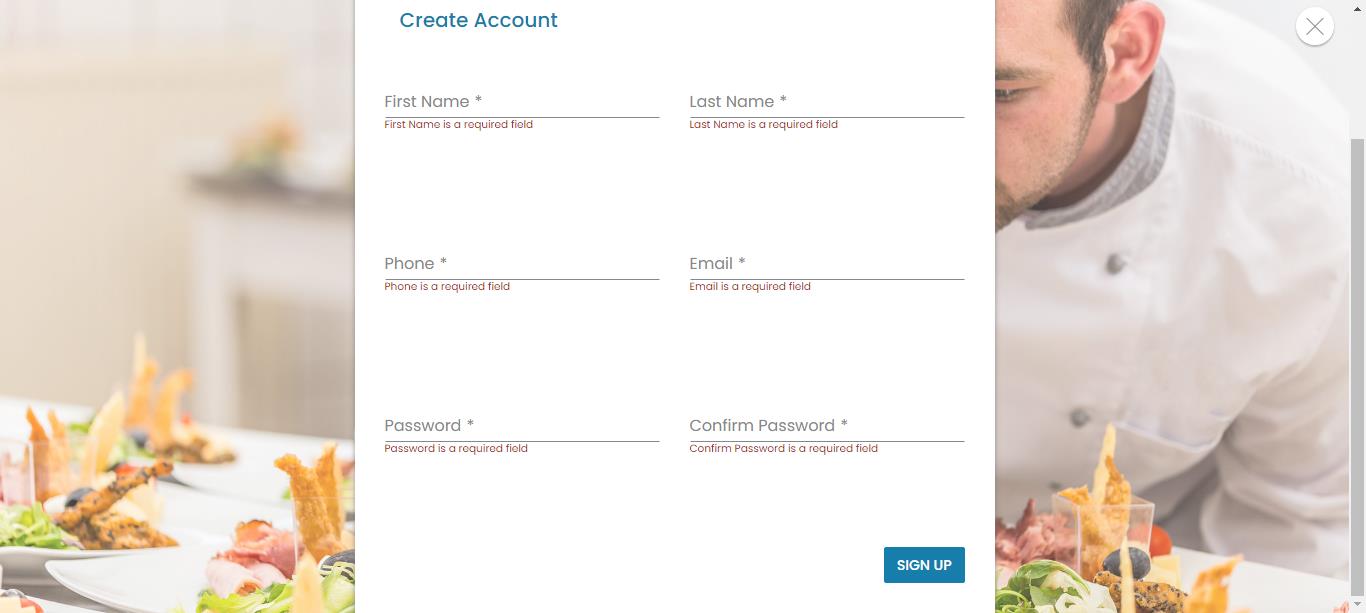 Create Account
First Name *
Last Name *
First Name is a required field
Last Name is a required field
Phone *
Email *
Phone is a required field
Email is a required field
Password *
Confirm Password *
Password is a required field
Confirm Password is a required field
SIGN UP